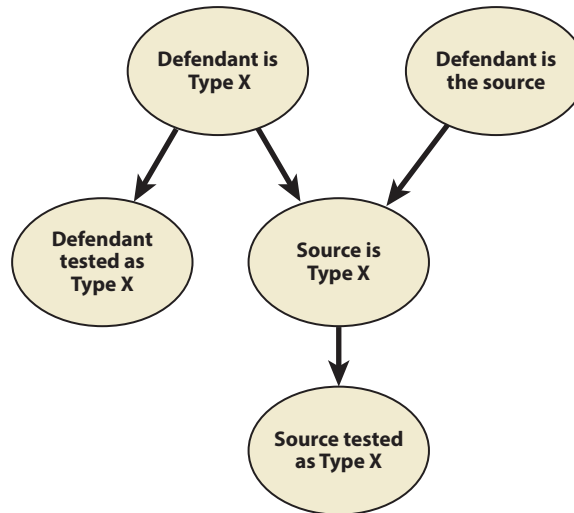 Defendant is
Type X
Defendant is
the source
Defendant
tested as
Type X
Source is
Type X
Source tested
as Type X